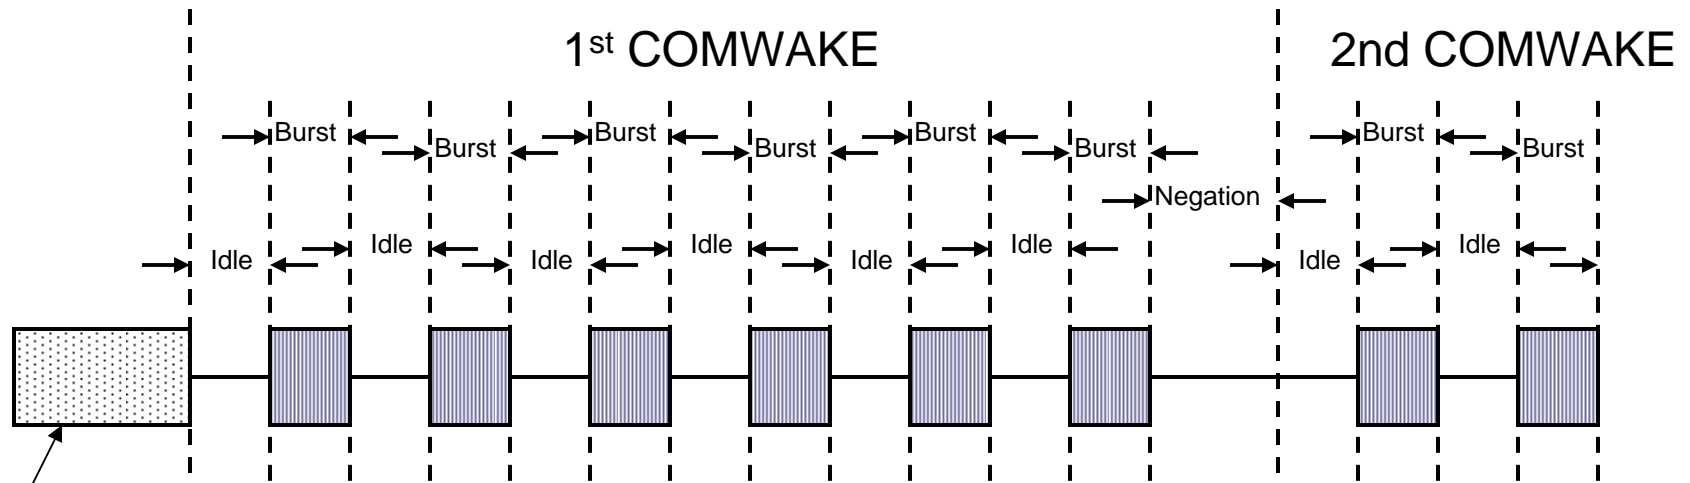 1st COMWAKE 2nd COMWAKE
Burst Burst Burst Burst
Burst Burst Burst Burst
Negation
Idle Idle Idle Idle
Idle Idle Idle Idle